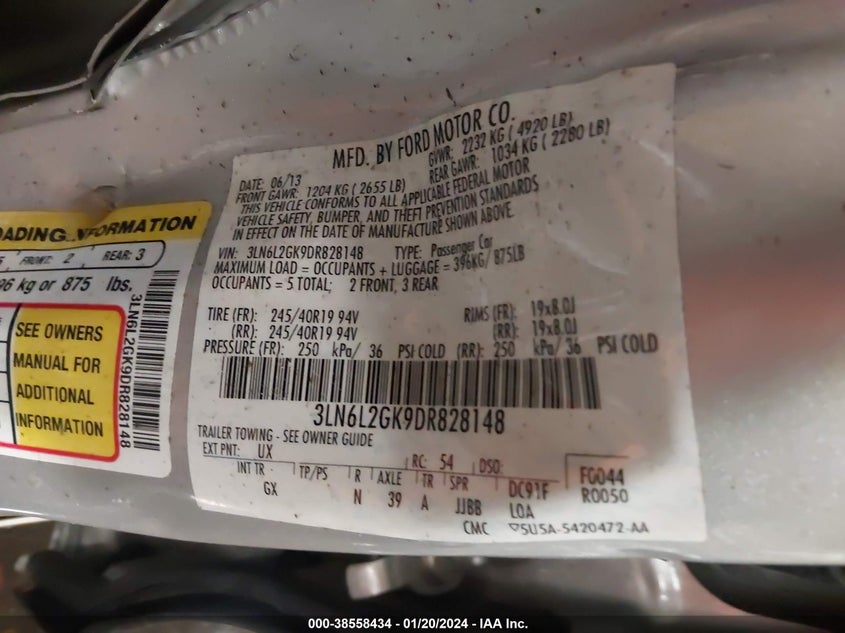 MFD. BY FORD MOTOR CO.
DATE: 06/13 GVWR: 2232 KG ( 4920 LB)
FRONT GAWR: 1204 KG ( 2655 LB) REAR GAWR: 1034 KG ( 2280 LB)
THIS VEHICLE CONFORMS TO ALL APPLICABLE FEDERAL MOTOR
VEHICLE SAFETY, BUMPER, AND THEFT PREVENTION STANDARDS
IN EFFECT ON THE DATE OF MANUFACTURE SHOWN ABOVE.
VIN: 3LN6L2GK9DR828148 TYPE: Passenger Car
MAXIMUM LOAD = OCCUPANTS + LUGGAGE = 396KG/ 875LB
OCCUPANTS = 5 TOTAL; 2 FRONT, 3 REAR
TIRE (FR): 245/40R19 94V RIMS (FR): 19x8.0J
(RR): 245/40R19 94V (RR): 19x8.0J
PRESSURE (FR): 250 kPa/ 36 PSI COLD (RR): 250 kPa/ 36 PSI COLD
3LN6L2GK9DR828148
TRAILER TOWING - SEE OWNER GUIDE
EXT PNT: UX RC: 54 DSO:
INT TR TP/PS R AXLE TR SPR DC91F FG044
GX N 39 A JJBB LOA R0050
CMC 5U5A-5420472-AA
FORMATION
FRONT: 2 REAR: 3
96 kg or 875 lbs.
SEE OWNERS
MANUAL FOR
ADDITIONAL
INFORMATION
3LN6L2GK9DR828148
000-38558434 - 01/20/2024 - IAA Inc.